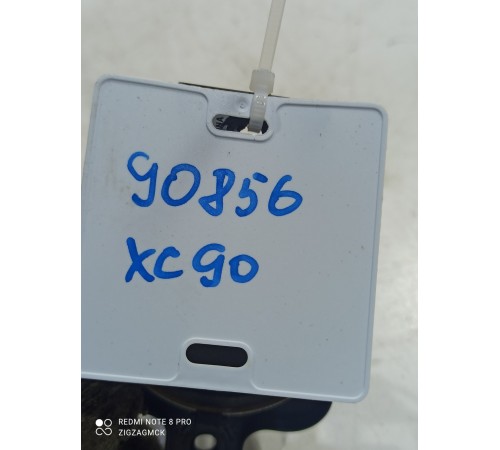 90856
XC90
REDMI NOTE 8 PRO
ZIGZAGMCK